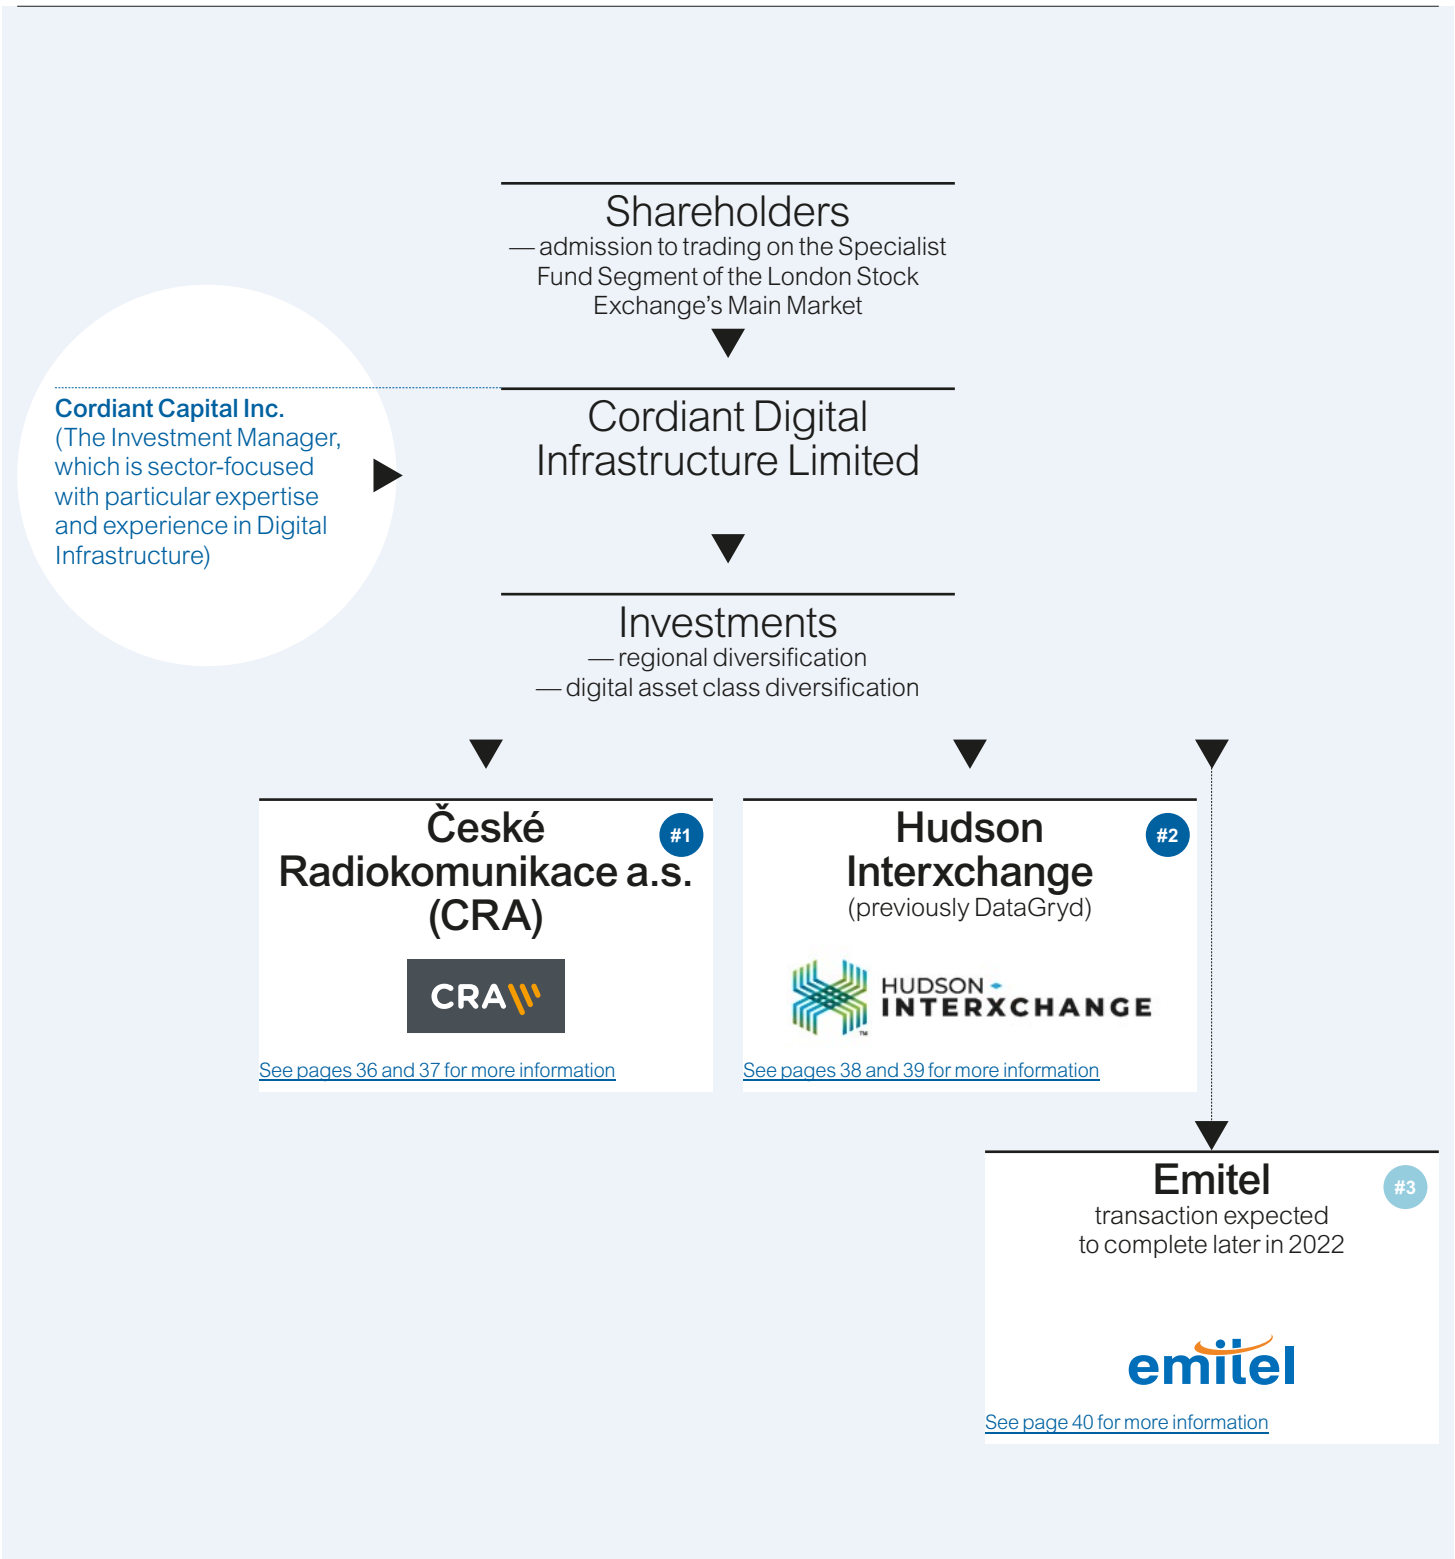 Shareholders
— admission to trading on the Specialist
Fund Segment of the London Stock
Exchange’s Main Market
Cordiant Capital Inc.
(The Investment Manager,
which is sector-focused
with particular expertise
and experience in Digital
Infrastructure)
Cordiant Digital
Infrastructure Limited
Investments
— regional diversification
— digital asset class diversification
České
Radiokomunikace a.s.
(CRA)
#1
CRA
See pages 36 and 37 for more information
Hudson
Interxchange
(previously DataGryd)
#2
HUDSON
INTERXCHANGE
TM
See pages 38 and 39 for more information
Emitel
transaction expected
to complete later in 2022
#3
emitel
See page 40 for more information